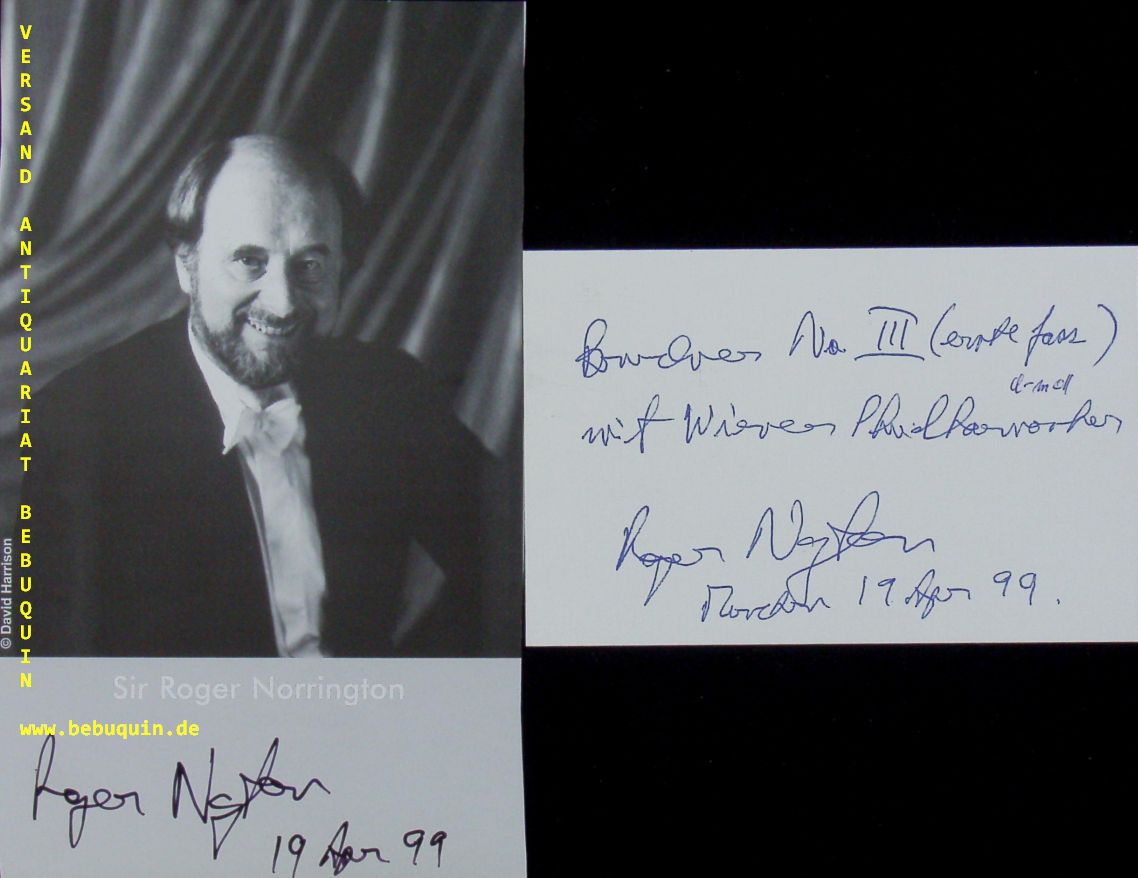 VERSAND ANTIQUARIAT BEBUQUIN
© David Harrison
Sir Roger Norrington
www.bebuquin.de
Roger Norrington
19 Apr 99
Bruckner No III (erste fass)
d-moll
mit Wiener Philharmoniker
Roger Norrington
19 Apr 99.